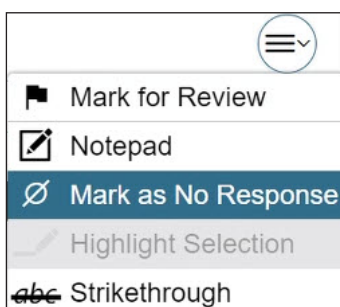 Mark for Review
Notepad
Mark as No Response
Highlight Selection
abc Strikethrough